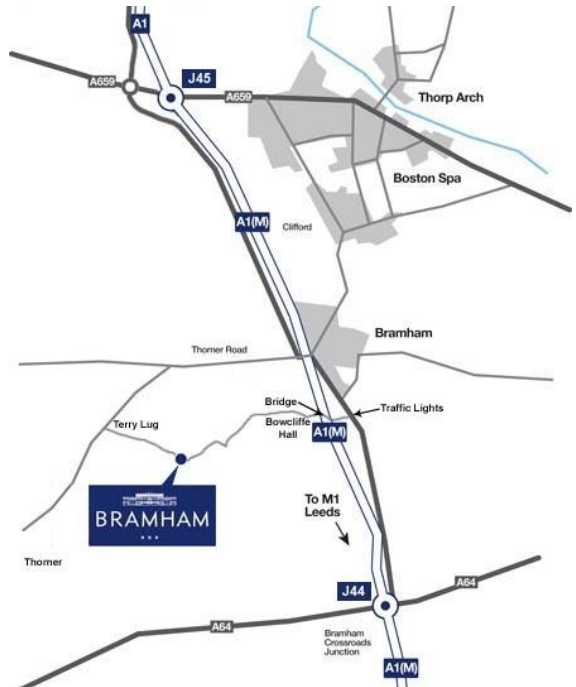 A1
J45
A659
A659
Thorp Arch
Boston Spa
A1(M)
Clifford
Bramham
Thorner Road
Bridge
Traffic Lights
Bowcliffe
Hall
Terry Lug
A1(M)
BRAMHAM
To M1
Leeds
Thorner
J44
A64
A64
Bramham
Crossroads
Junction
A1(M)